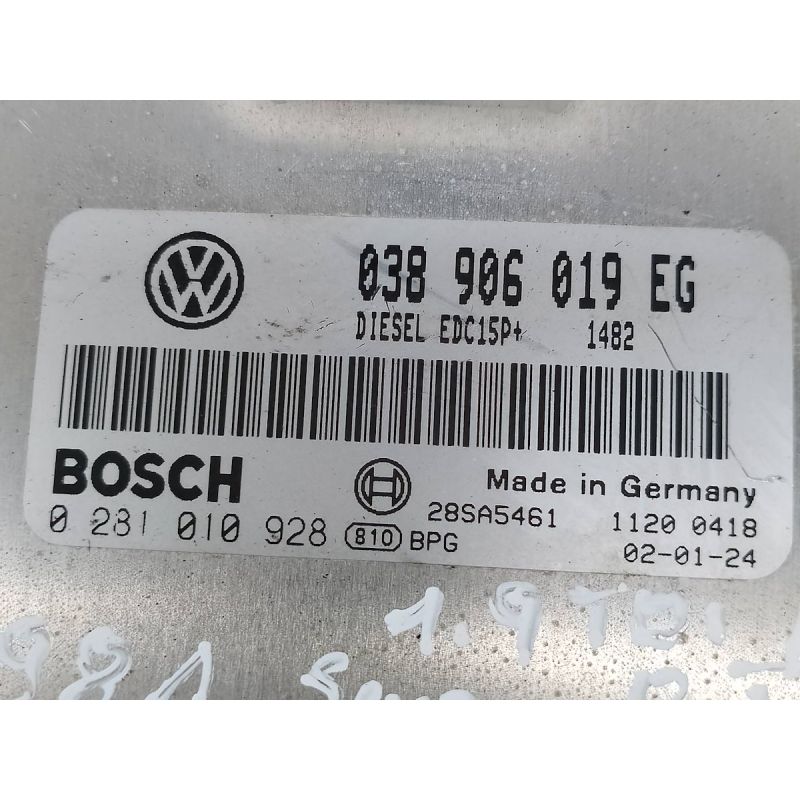 038 906 019 EG
DIESEL EDC15P+ 1482
BOSCH
Made in Germany
0 281 010 928 810 BPG 28SA5461 1120 0418
02-01-24
1.9 TDI